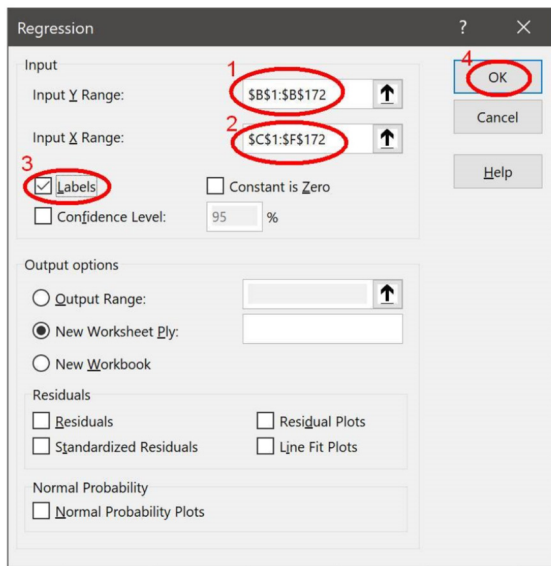 Regression ? ×
Input
1
Input Y Range: $B$1:$B$172
2
Input X Range: $C$1:$F$172
3
Labels Constant is Zero
Confidence Level: 95 %
4
OK
Cancel
Help
Output options
Output Range:
New Worksheet Ply:
New Workbook
Residuals
Residuals Residual Plots
Standardized Residuals Line Fit Plots
Normal Probability
Normal Probability Plots